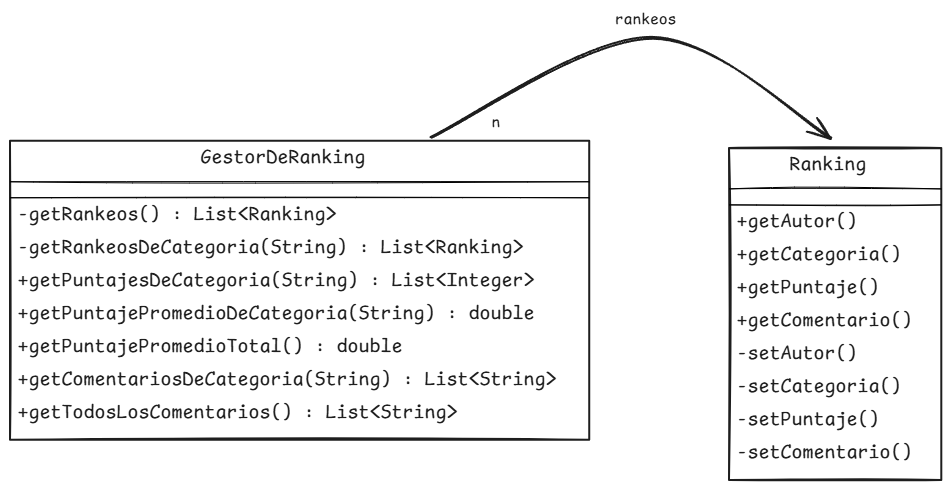 rankeos
n
GestorDeRanking
-getRankeos() : List<Ranking>
-getRankeosDeCategoria(String) : List<Ranking>
+getPuntajesDeCategoria(String) : List<Integer>
+getPuntajePromedioDeCategoria(String) : double
+getPuntajePromedioTotal() : double
+getComentariosDeCategoria(String) : List<String>
+getTodosLosComentarios() : List<String>
Ranking
+getAutor()
+getCategoria()
+getPuntaje()
+getComentario()
-setAutor()
-setCategoria()
-setPuntaje()
-setComentario()